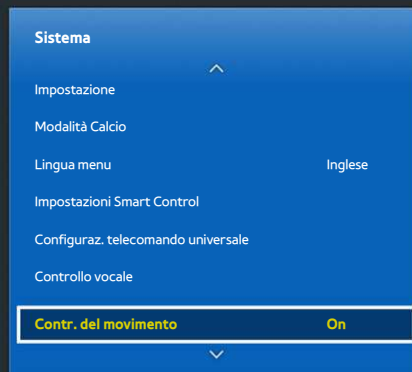 Sistema
Impostazione
Modalità Calcio
Lingua menu Inglese
Impostazioni Smart Control
Configuraz. telecomando universale
Controllo vocale
Contr. del movimento On